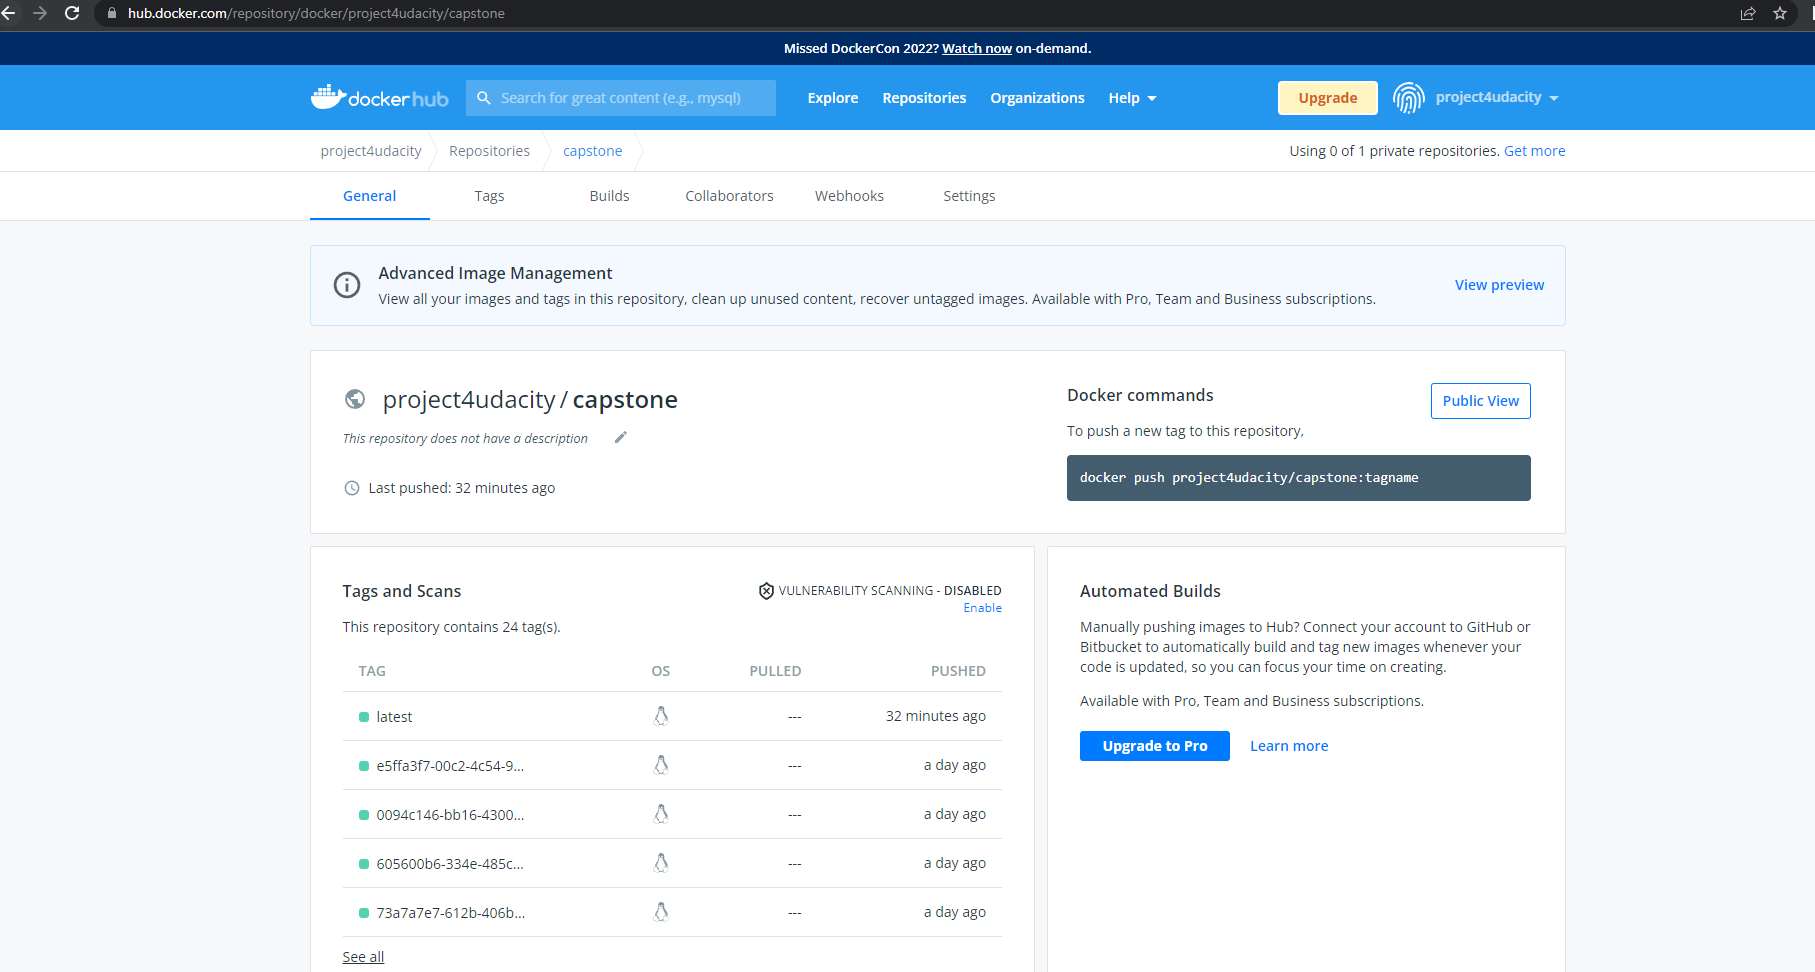 hub.docker.com/repository/docker/project4udacity/capstone
Missed DockerCon 2022? Watch now on-demand.
docker hub
Search for great content (e.g., mysql)
Explore
Repositories
Organizations
Help
Upgrade
project4udacity
project4udacity
Repositories
capstone
Using 0 of 1 private repositories. Get more
General
Tags
Builds
Collaborators
Webhooks
Settings
Advanced Image Management
View all your images and tags in this repository, clean up unused content, recover untagged images. Available with Pro, Team and Business subscriptions.
View preview
project4udacity / capstone
This repository does not have a description
Last pushed: 32 minutes ago
Docker commands
Public View
To push a new tag to this repository,
docker push project4udacity/capstone:tagname
Tags and Scans
VULNERABILITY SCANNING - DISABLED
Enable
This repository contains 24 tag(s).
TAG OS PULLED PUSHED
latest --- 32 minutes ago
e5ffa3f7-00c2-4c54-9... --- a day ago
0094c146-bb16-4300... --- a day ago
605600b6-334e-485c... --- a day ago
73a7a7e7-612b-406b... --- a day ago
See all
Automated Builds
Manually pushing images to Hub? Connect your account to GitHub or
Bitbucket to automatically build and tag new images whenever your
code is updated, so you can focus your time on creating.
Available with Pro, Team and Business subscriptions.
Upgrade to Pro
Learn more